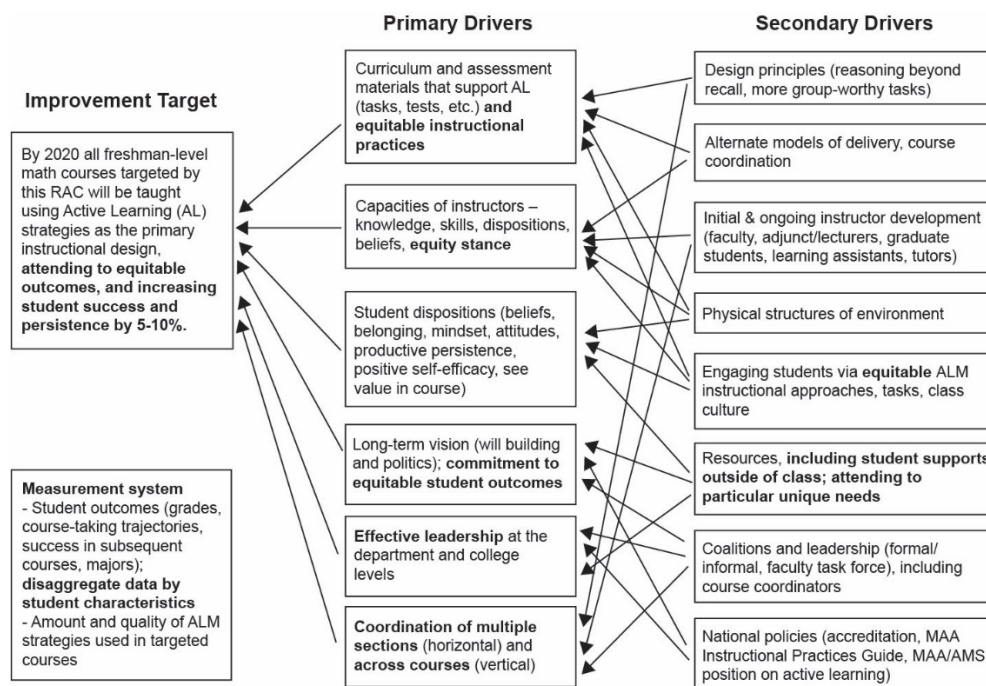 Improvement Target
By 2020 all freshman-level
math courses targeted by
this RAC will be taught
using Active Learning (AL)
strategies as the primary
instructional design,
attending to equitable
outcomes, and increasing
student success and
persistence by 5-10%.
Measurement system
- Student outcomes (grades,
course-taking trajectories,
success in subsequent
courses, majors);
disaggregate data by
student characteristics
- Amount and quality of ALM
strategies used in targeted
courses
Primary Drivers
Curriculum and assessment
materials that support AL
(tasks, tests, etc.) and
equitable instructional
practices
Capacities of instructors –
knowledge, skills, dispositions,
beliefs, equity stance
Student dispositions (beliefs,
belonging, mindset, attitudes,
productive persistence,
positive self-efficacy, see
value in course)
Long-term vision (will building
and politics); commitment to
equitable student outcomes
Effective leadership at the
department and college
levels
Coordination of multiple
sections (horizontal) and
across courses (vertical)
Secondary Drivers
Design principles (reasoning beyond
recall, more group-worthy tasks)
Alternate models of delivery, course
coordination
Initial & ongoing instructor development
(faculty, adjunct/lecturers, graduate
students, learning assistants, tutors)
Physical structures of environment
Engaging students via equitable ALM
instructional approaches, tasks, class
culture
Resources, including student supports
outside of class; attending to
particular unique needs
Coalitions and leadership (formal/
informal, faculty task force), including
course coordinators
National policies (accreditation, MAA
Instructional Practices Guide, MAA/AMS
position on active learning)